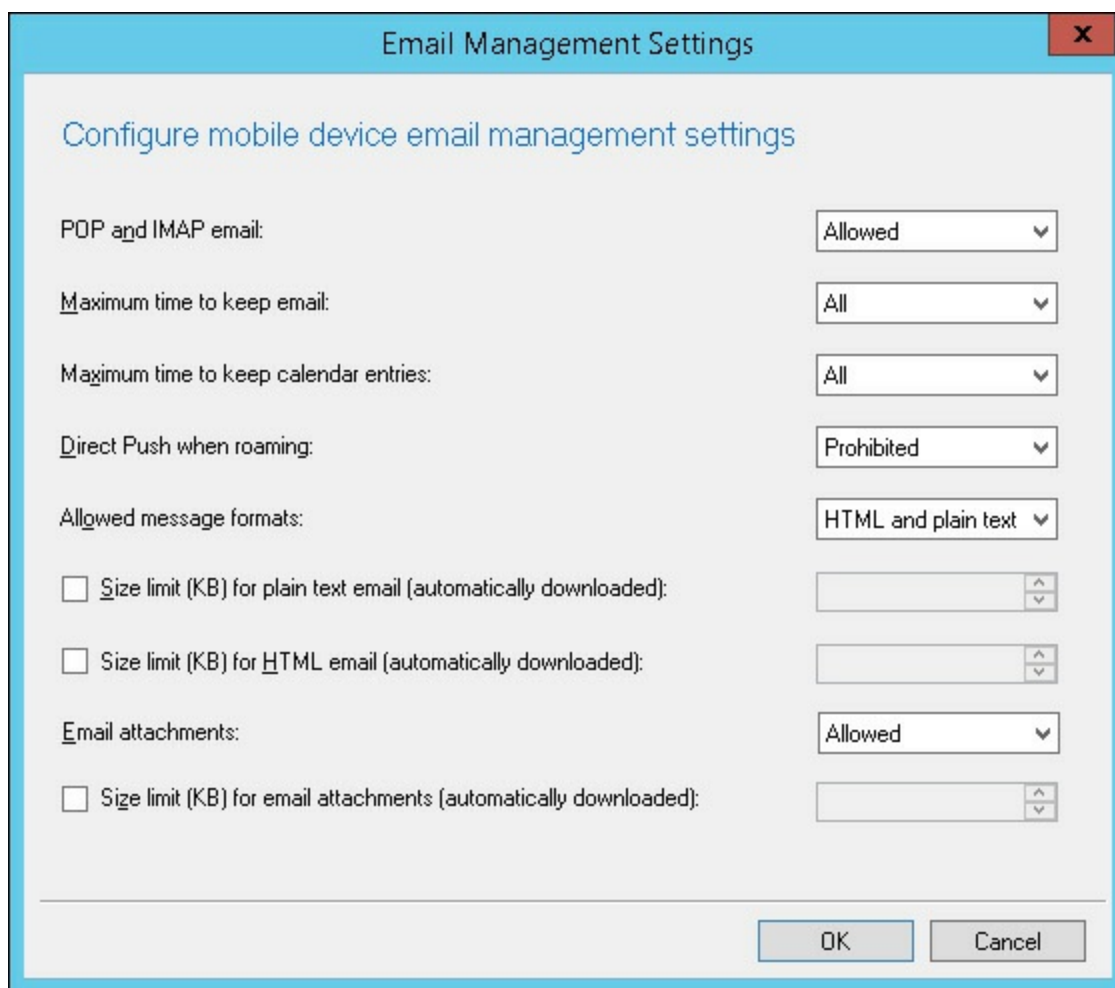 Email Management Settings
x
Configure mobile device email management settings
POP and IMAP email: Allowed
Maximum time to keep email: All
Maximum time to keep calendar entries: All
Direct Push when roaming: Prohibited
Allowed message formats: HTML and plain text
Size limit (KB) for plain text email (automatically downloaded):
Size limit (KB) for HTML email (automatically downloaded):
Email attachments: Allowed
Size limit (KB) for email attachments (automatically downloaded):
OK Cancel